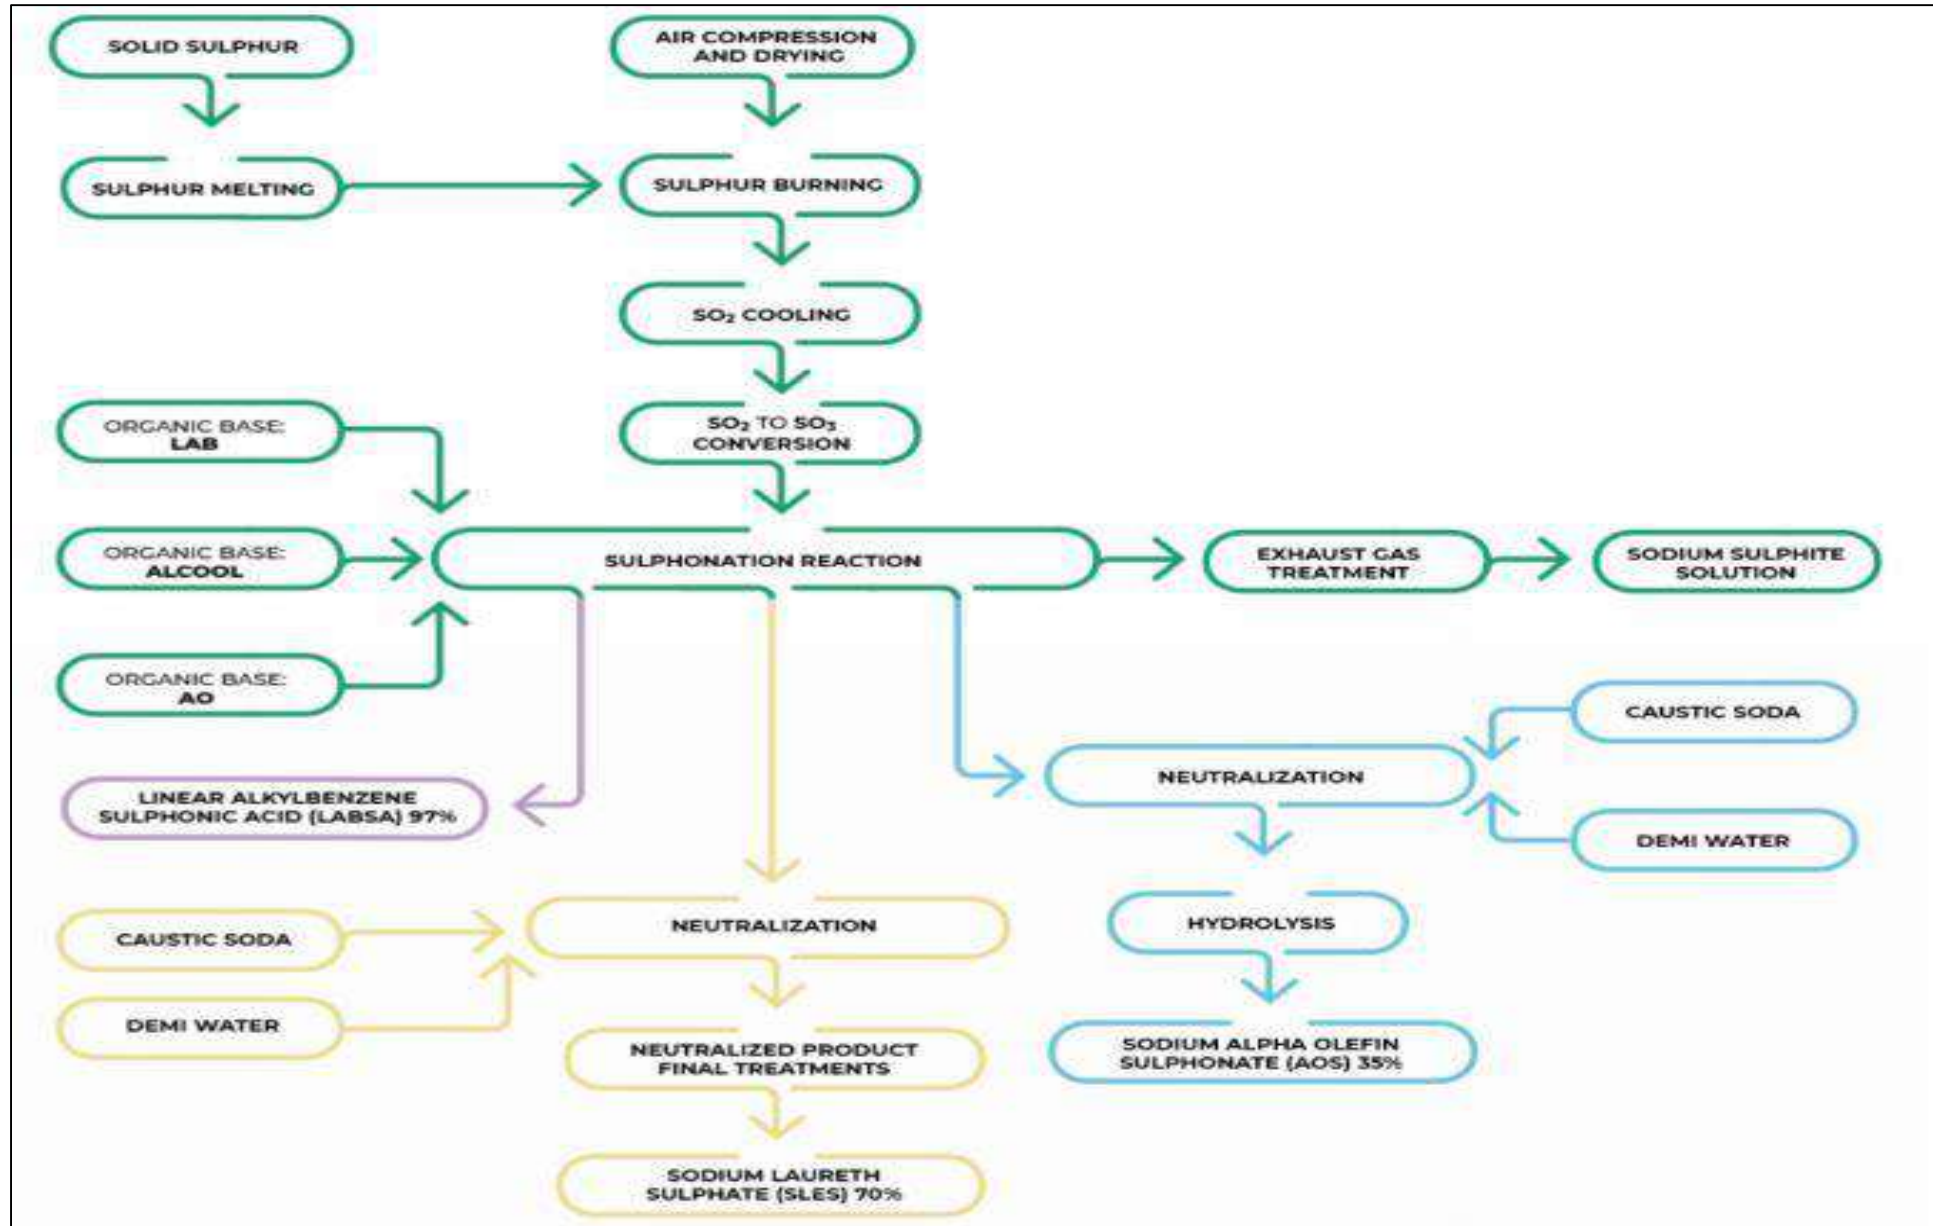 SOLID SULPHUR
AIR COMPRESSION
AND DRYING
SULPHUR MELTING
SULPHUR BURNING
SO₂ COOLING
ORGANIC BASE:
LAB
SO₂ TO SO₃
CONVERSION
ORGANIC BASE:
ALCOOL
SULPHONATION REACTION
EXHAUST GAS
TREATMENT
SODIUM SULPHITE
SOLUTION
ORGANIC BASE:
AO
CAUSTIC SODA
NEUTRALIZATION
LINEAR ALKYLBENZENE
SULPHONIC ACID (LABSA) 97%
DEMI WATER
CAUSTIC SODA
NEUTRALIZATION
HYDROLYSIS
DEMI WATER
NEUTRALIZED PRODUCT
FINAL TREATMENTS
SODIUM ALPHA OLEFIN
SULPHONATE (AOS) 35%
SODIUM LAURETH
SULPHATE (SLES) 70%